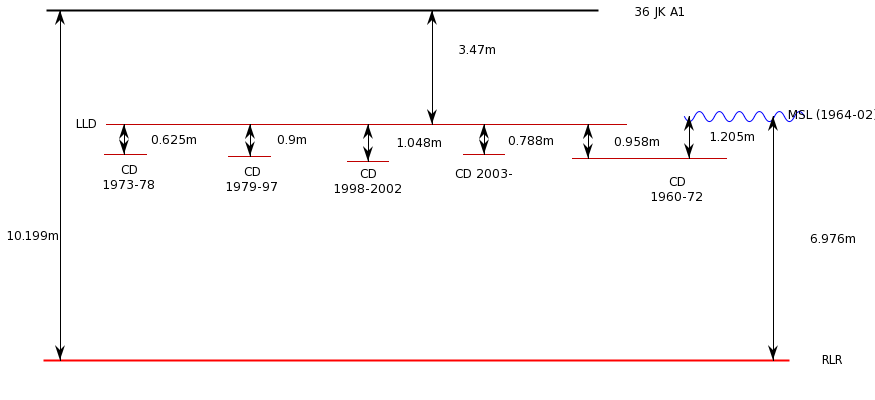 36 JK A1
3.47m
MSL (1964-02)
LLD
0.625m
0.9m
1.048m
0.788m
0.958m
1.205m
CD
1973-78
CD
1979-97
CD
1998-2002
CD 2003-
CD
1960-72
10.199m
6.976m
RLR